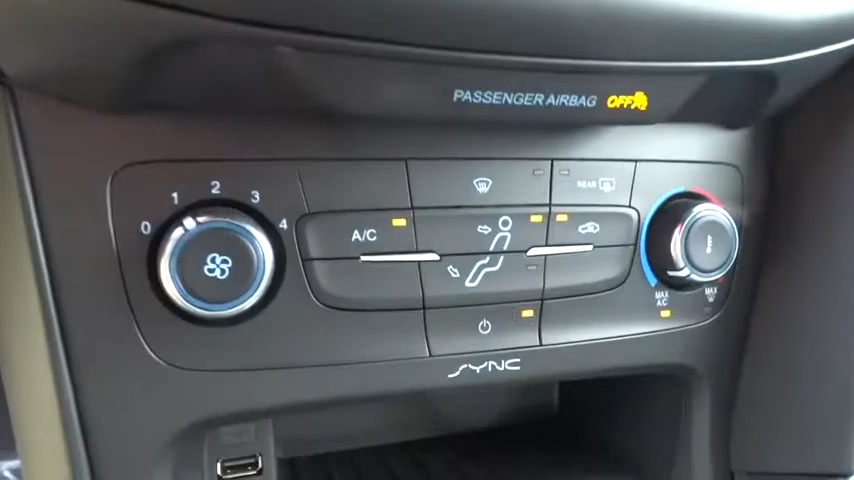 PASSENGER AIRBAG OFF
0 1 2 3 4
REAR
A/C
MAX A/C
MAX
SYNC